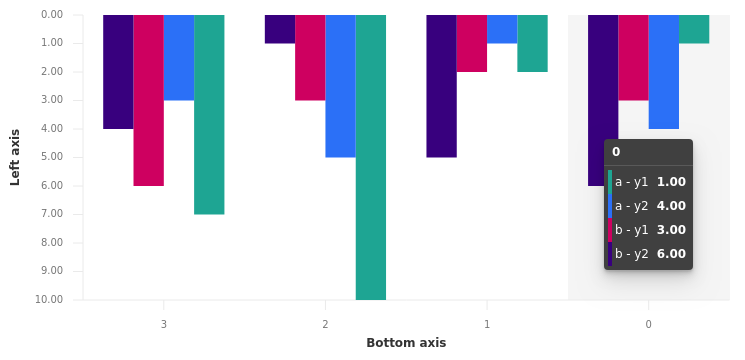 0.00
1.00
2.00
3.00
4.00
5.00
6.00
7.00
8.00
9.00
10.00
Left axis
0
a - y1 1.00
a - y2 4.00
b - y1 3.00
b - y2 6.00
3 2 1 0
Bottom axis